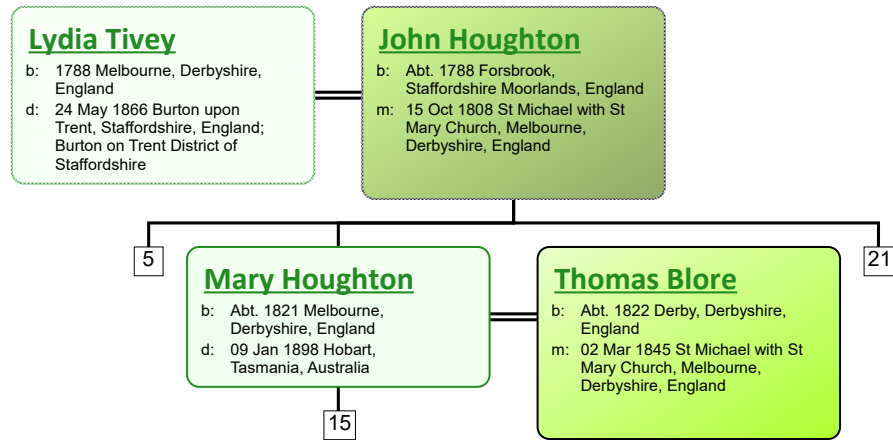 Lydia Tivey
b: 1788 Melbourne, Derbyshire,
England
d: 24 May 1866 Burton upon
Trent, Staffordshire, England;
Burton on Trent District of
Staffordshire
John Houghton
b: Abt. 1788 Forsbrook,
Staffordshire Moorlands, England
m: 15 Oct 1808 St Michael with St
Mary Church, Melbourne,
Derbyshire, England
5
21
Mary Houghton
b: Abt. 1821 Melbourne,
Derbyshire, England
d: 09 Jan 1898 Hobart,
Tasmania, Australia
Thomas Blore
b: Abt. 1822 Derby, Derbyshire,
England
m: 02 Mar 1845 St Michael with St
Mary Church, Melbourne,
Derbyshire, England
15